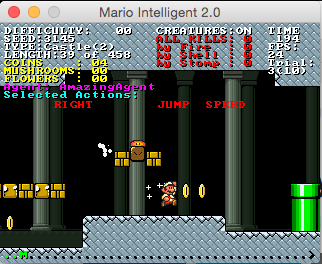 Mario Intelligent 2.0
DIFFICULTY: 00 CREATURES:ON TIME
SEED:3145 ALL KILLS: 0 194
TYPE:Castle(2) by Fire : 0 FPS:
LENGTH:39 of 458 by Shell : 0 24
COINS : 04 by Stomp : 0 Trial:
MUSHROOMS: 00 3(10)
FLOWERS : 00
Agent: AmazingAgent
Selected Actions:
RIGHT JUMP SPEED